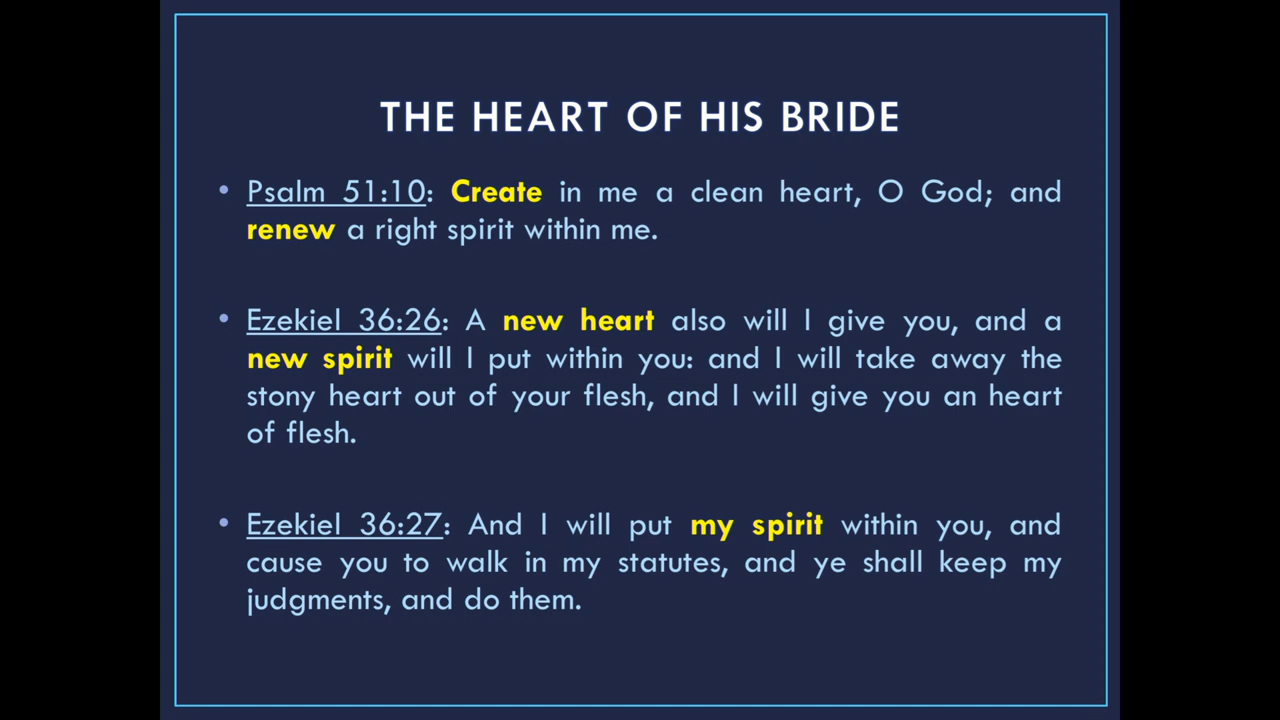 THE HEART OF HIS BRIDE
• Psalm 51:10: Create in me a clean heart, O God; and
renew a right spirit within me.
• Ezekiel 36:26: A new heart also will I give you, and a
new spirit will I put within you: and I will take away the
stony heart out of your flesh, and I will give you an heart
of flesh.
• Ezekiel 36:27: And I will put my spirit within you, and
cause you to walk in my statutes, and ye shall keep my
judgments, and do them.